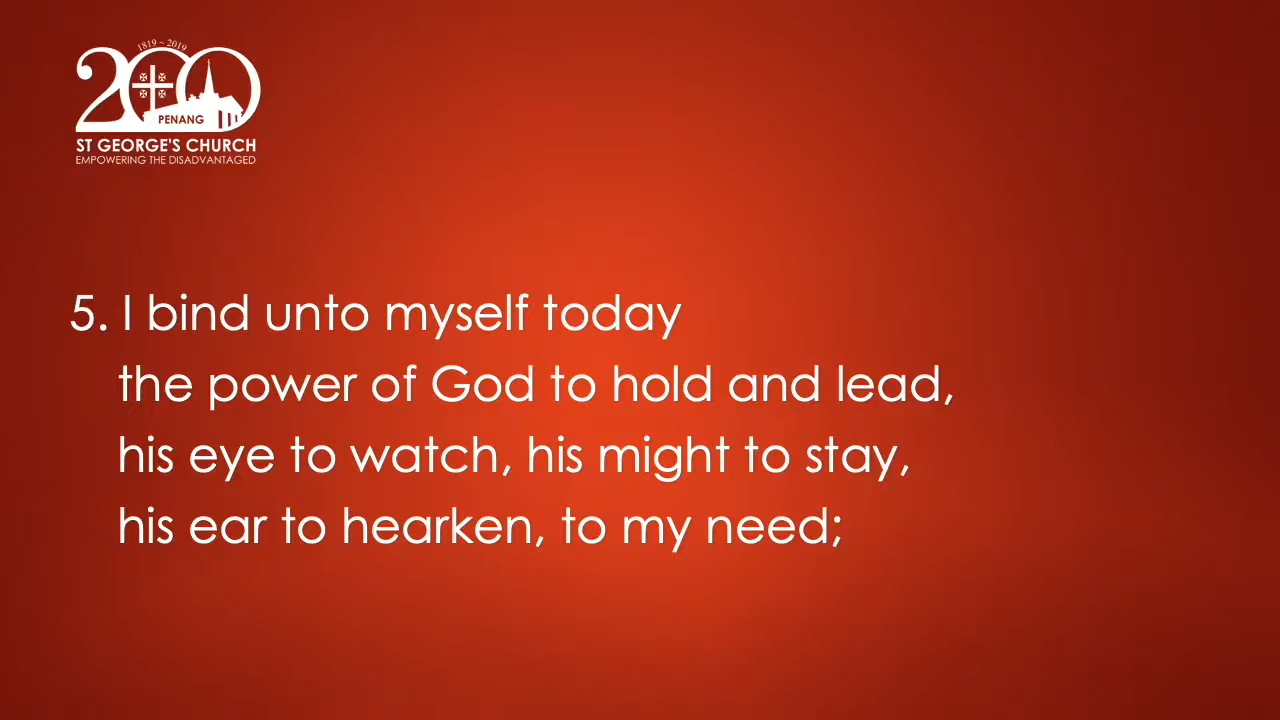 1819 ~ 2019
200
PENANG
ST GEORGE'S CHURCH
EMPOWERING THE DISADVANTAGED
5. I bind unto myself today
the power of God to hold and lead,
his eye to watch, his might to stay,
his ear to hearken, to my need;